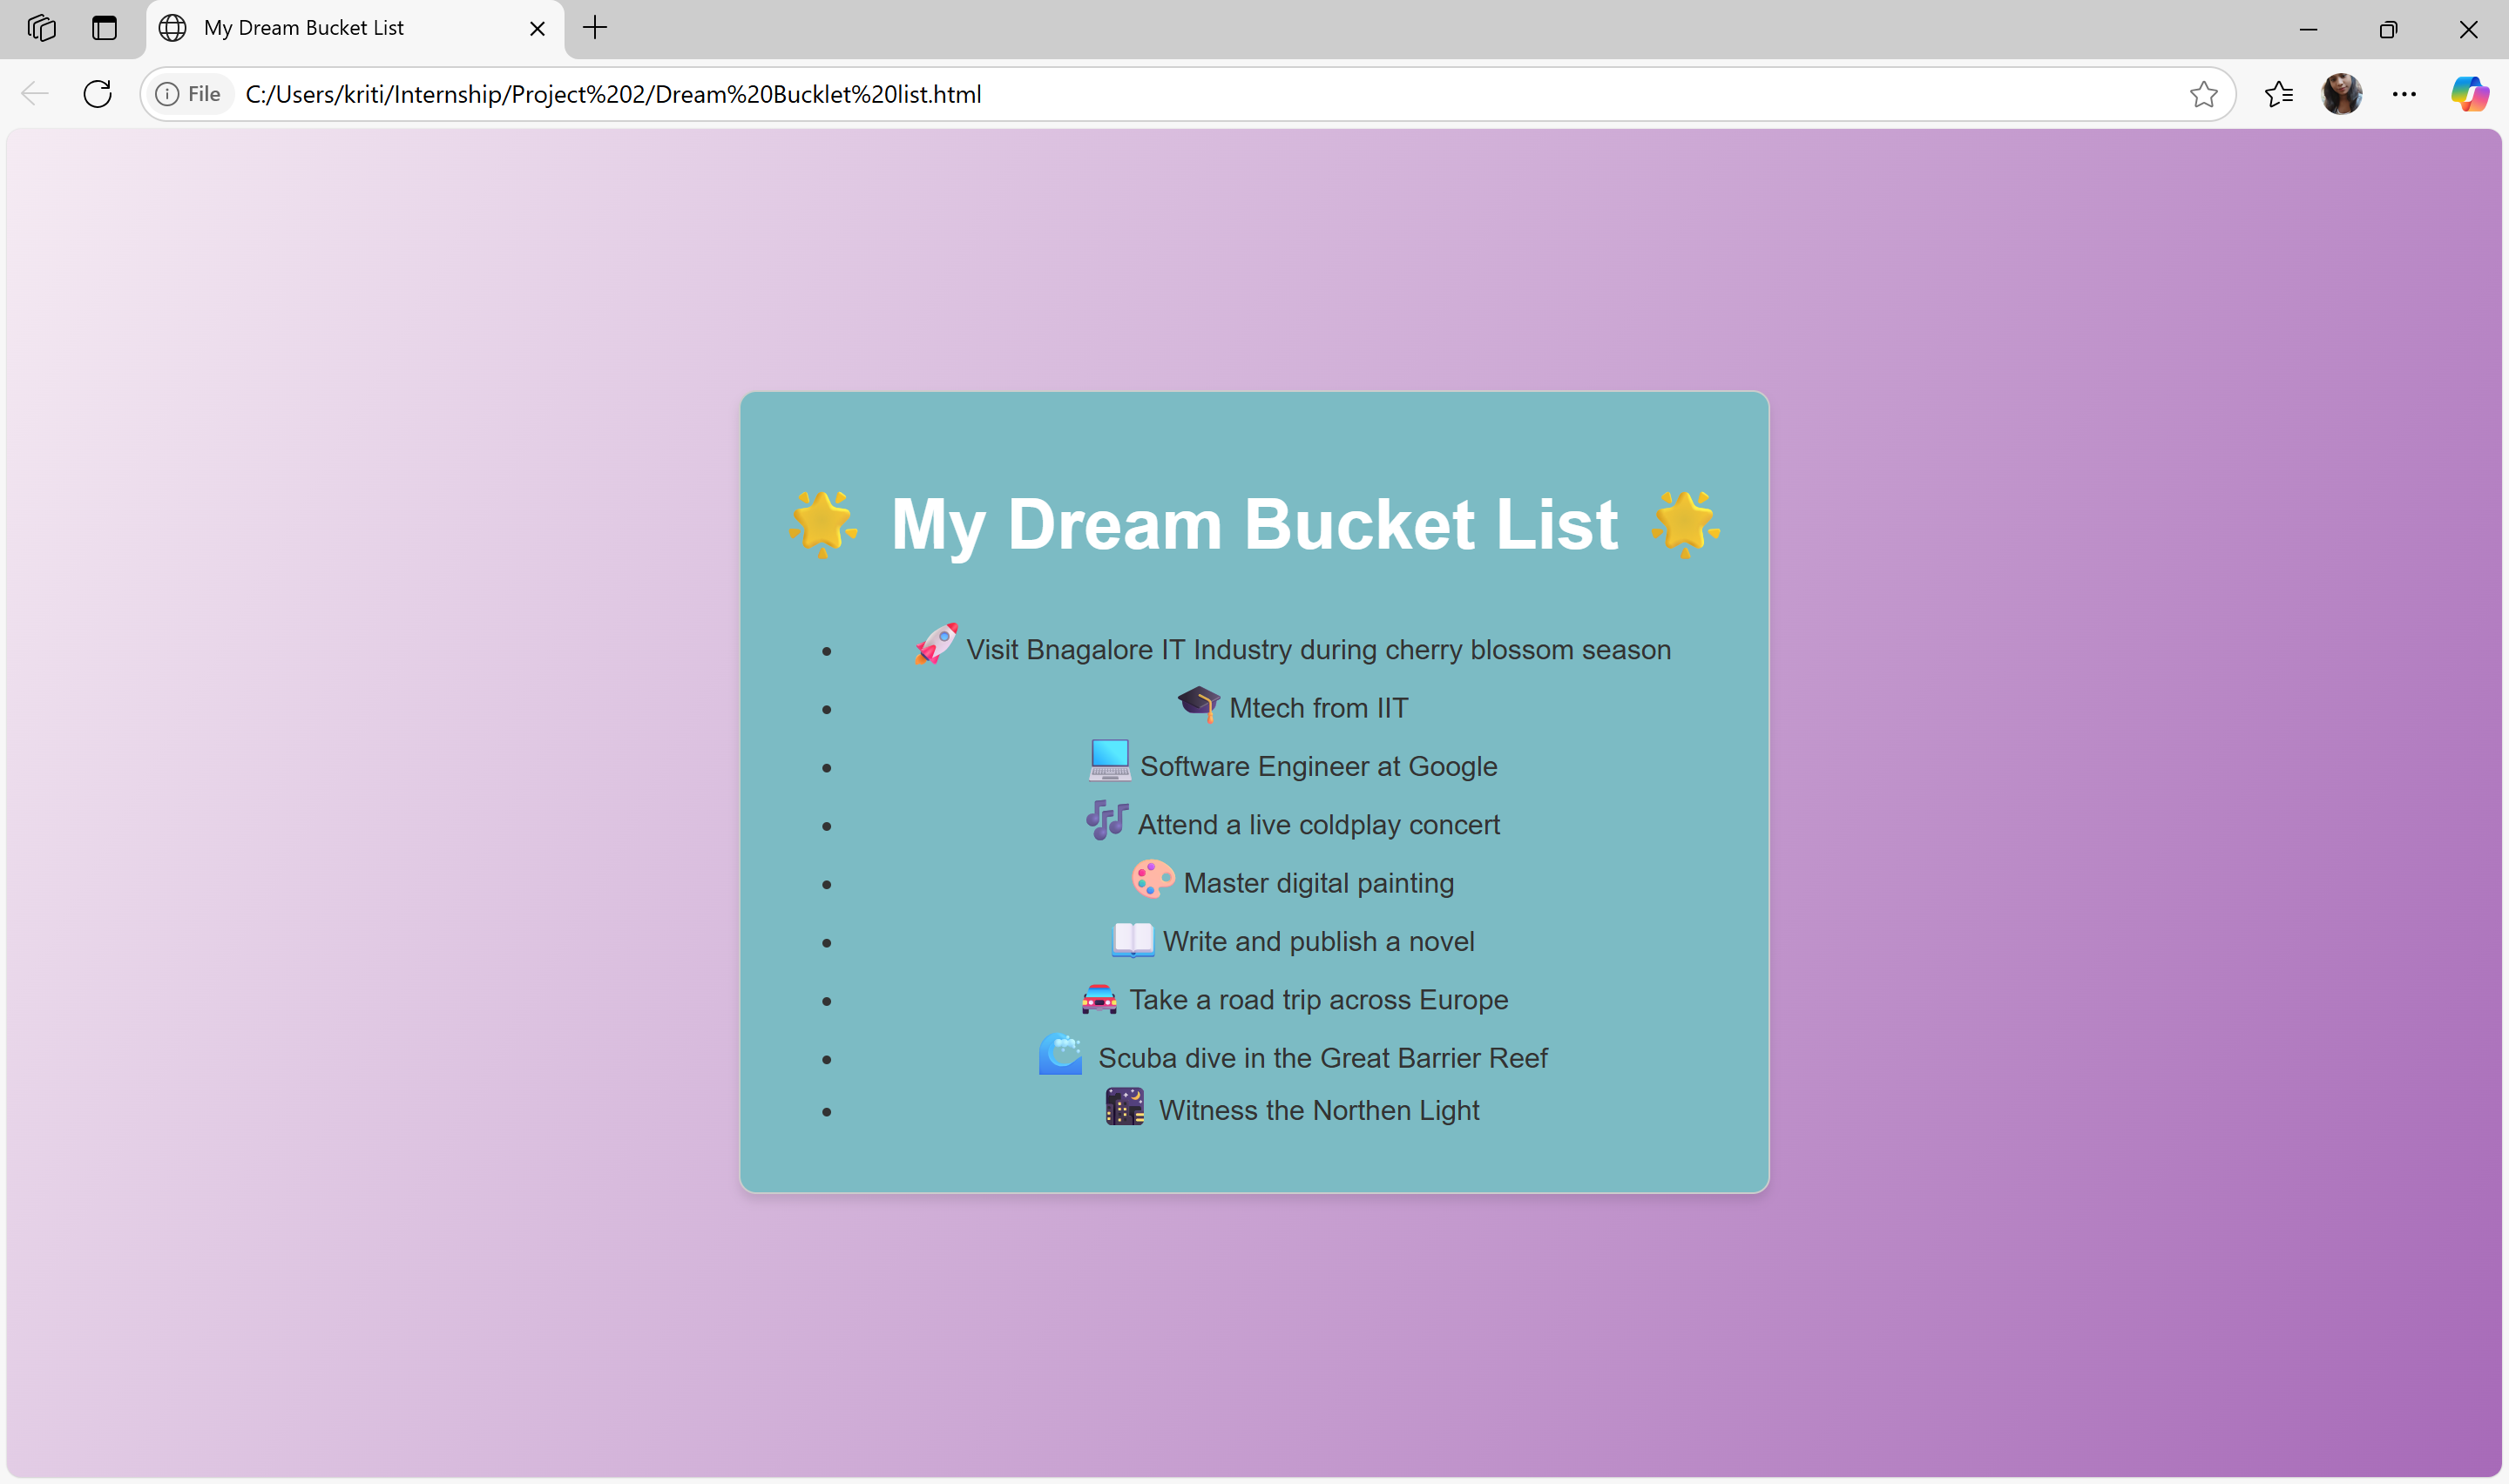 My Dream Bucket List
File C:/Users/kriti/Internship/Project%202/Dream%20Bucklet%20list.html
🌟 My Dream Bucket List 🌟
• 🚀 Visit Bnagalore IT Industry during cherry blossom season
• 🎓 Mtech from IIT
• 💻 Software Engineer at Google
• 🎶 Attend a live coldplay concert
• 🎨 Master digital painting
• 📖 Write and publish a novel
• 🚘 Take a road trip across Europe
• 🌊 Scuba dive in the Great Barrier Reef
• 🌃 Witness the Northen Light